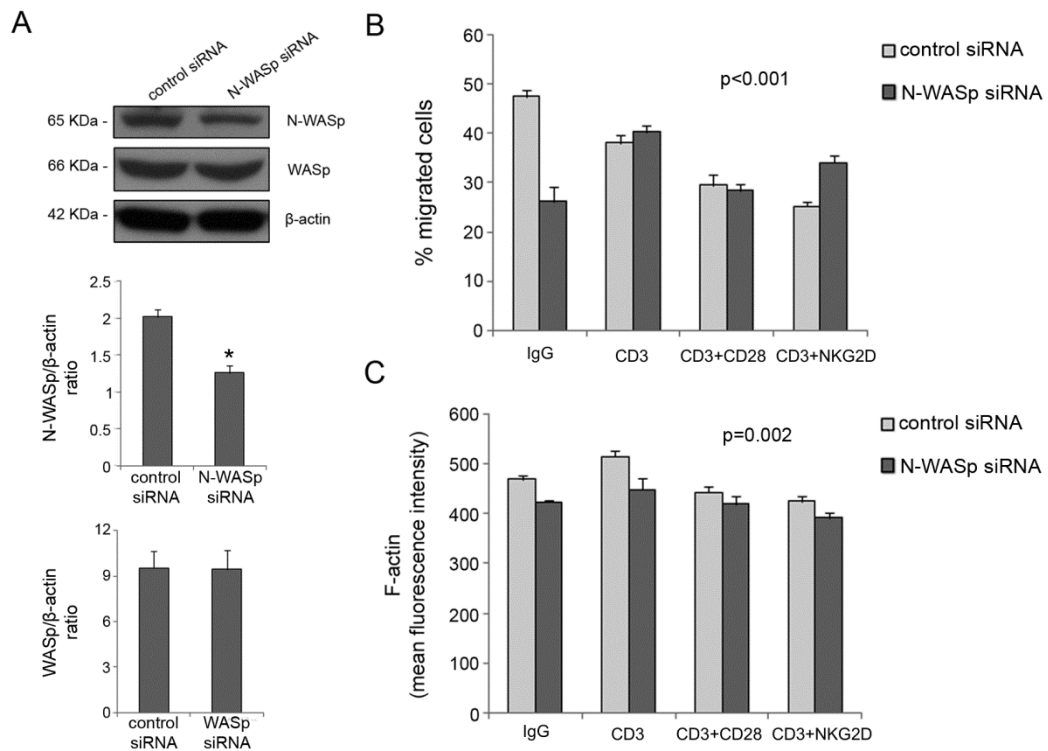 A
control siRNA
N-WASp siRNA
65 KDa -
N-WASp
66 KDa -
WASp
42 KDa -
β-actin
2.5
2
1.5
1
0.5
0
N-WASp/β-actin
ratio
*
control
siRNA
N-WASp
siRNA
12
9
6
3
0
WASp/β-actin
ratio
control
siRNA
WASp
siRNA
B
60
50
40
30
20
10
0
% migrated cells
p<0.001
control siRNA
N-WASp siRNA
IgG
CD3
CD3+CD28
CD3+NKG2D
C
600
500
400
300
200
100
0
F-actin
(mean fluorescence intensity)
p=0.002
control siRNA
N-WASp siRNA
IgG
CD3
CD3+CD28
CD3+NKG2D